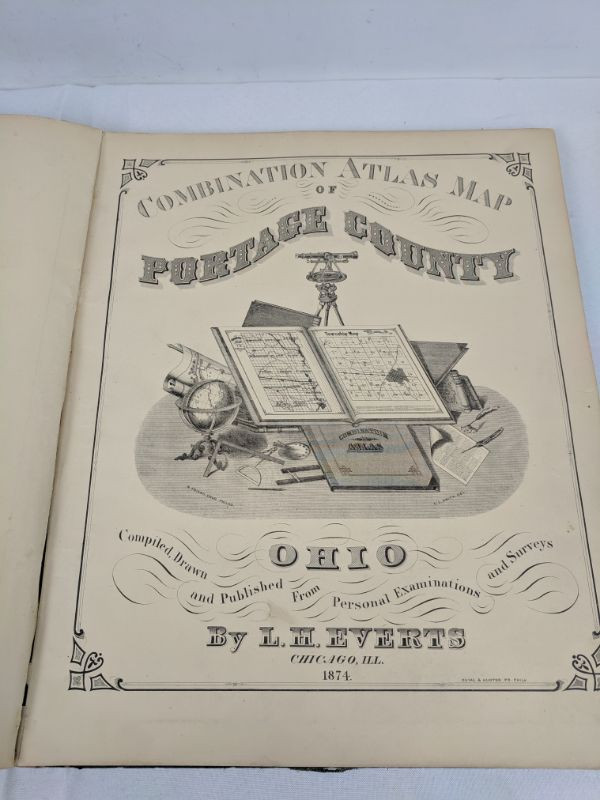 COMBINATION ATLAS MAP
OF
PORTAGE COUNTY
Township Map
COMBINATION
ATLAS
OHIO
Compiled, Drawn and Published From Personal Examinations and Surveys
By L.H. EVERTS
CHICAGO, ILL.
1874.